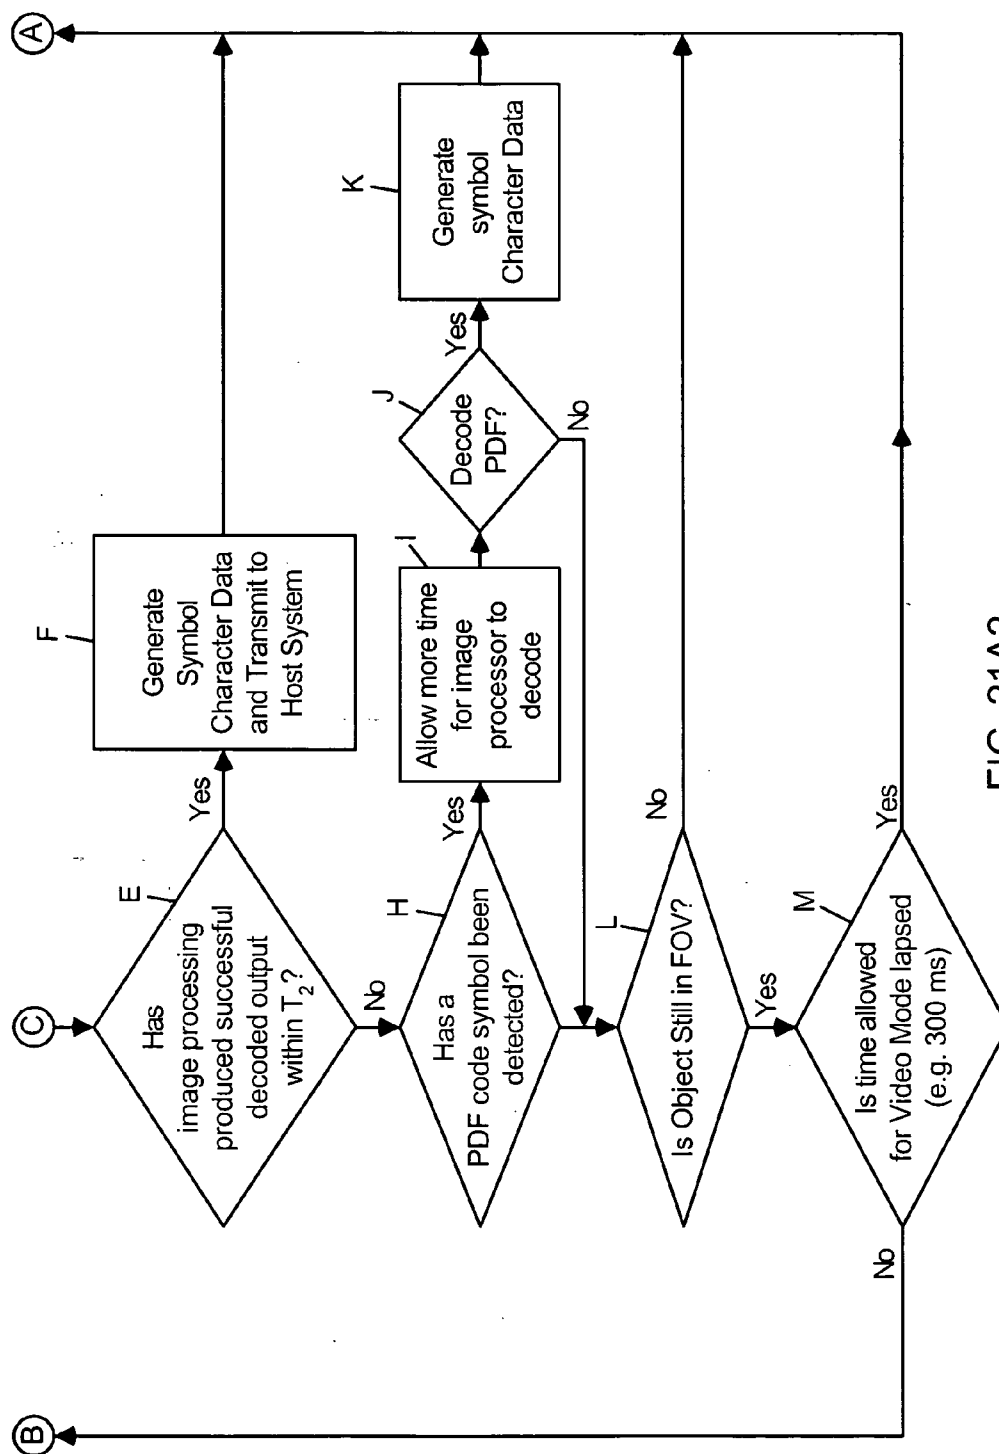 B
C
A
E
Has
image processing
produced successful
decoded output
within T2?
Yes
F
Generate
Symbol
Character Data
and Transmit to
Host System
No
H
Has a
PDF code symbol been
detected?
Yes
I
Allow more time
for image
processor to
decode
J
Decode
PDF?
Yes
No
K
Generate
symbol
Character Data
L
Is Object Still in FOV?
No
Yes
M
Is time allowed
for Video Mode lapsed
(e.g. 300 ms)
Yes
No
FIG. 21A2